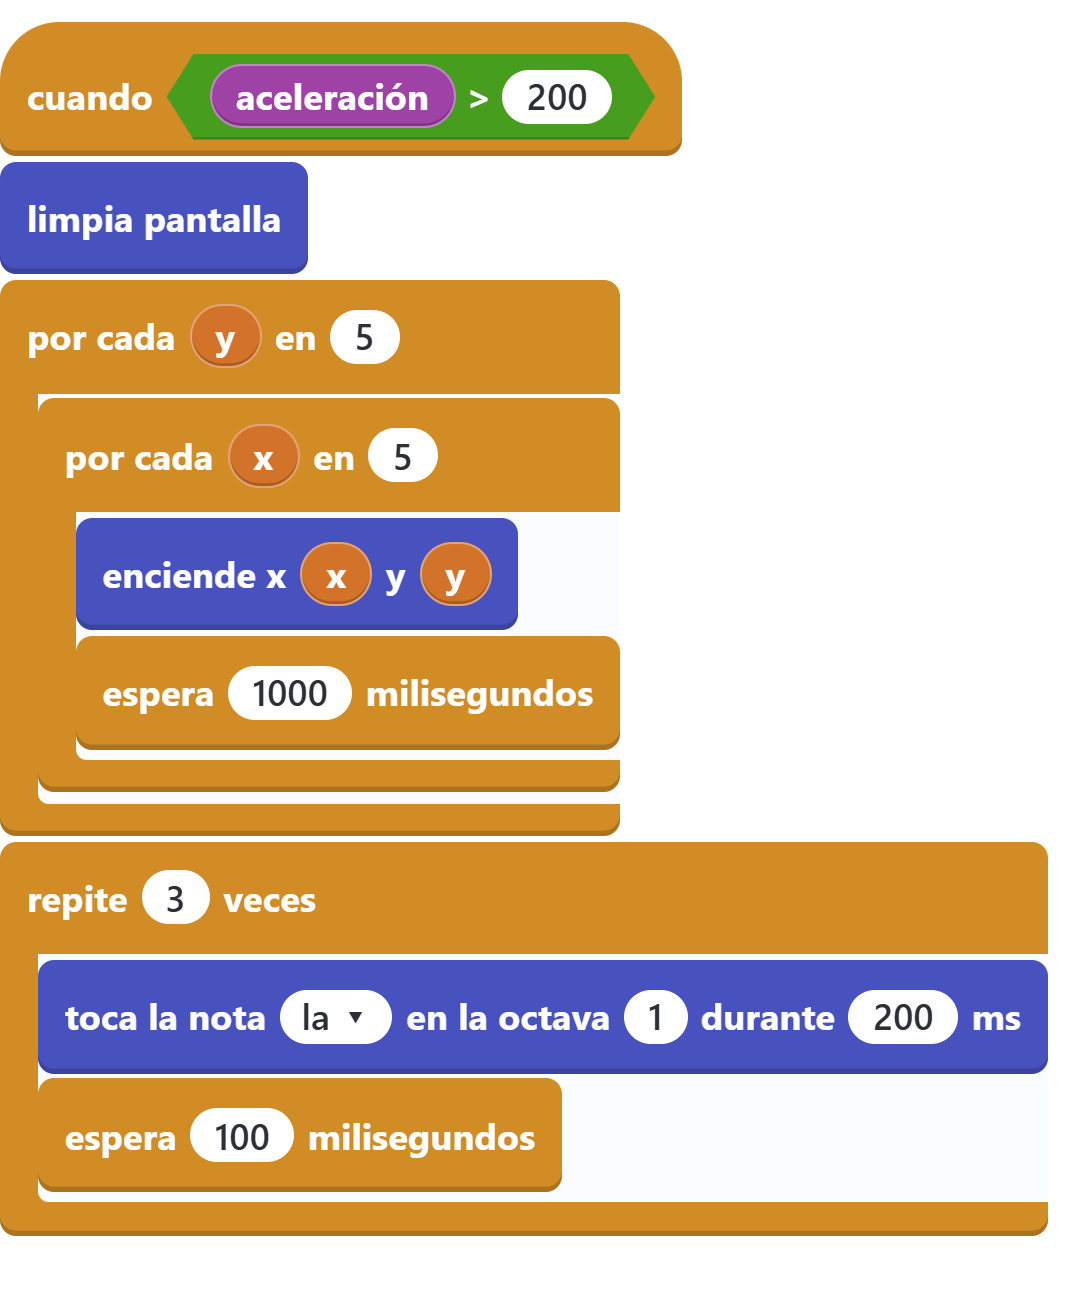 cuando aceleración > 200
limpia pantalla
por cada y en 5
por cada x en 5
enciende x x y y
espera 1000 milisegundos
repite 3 veces
toca la nota la ▼ en la octava 1 durante 200 ms
espera 100 milisegundos